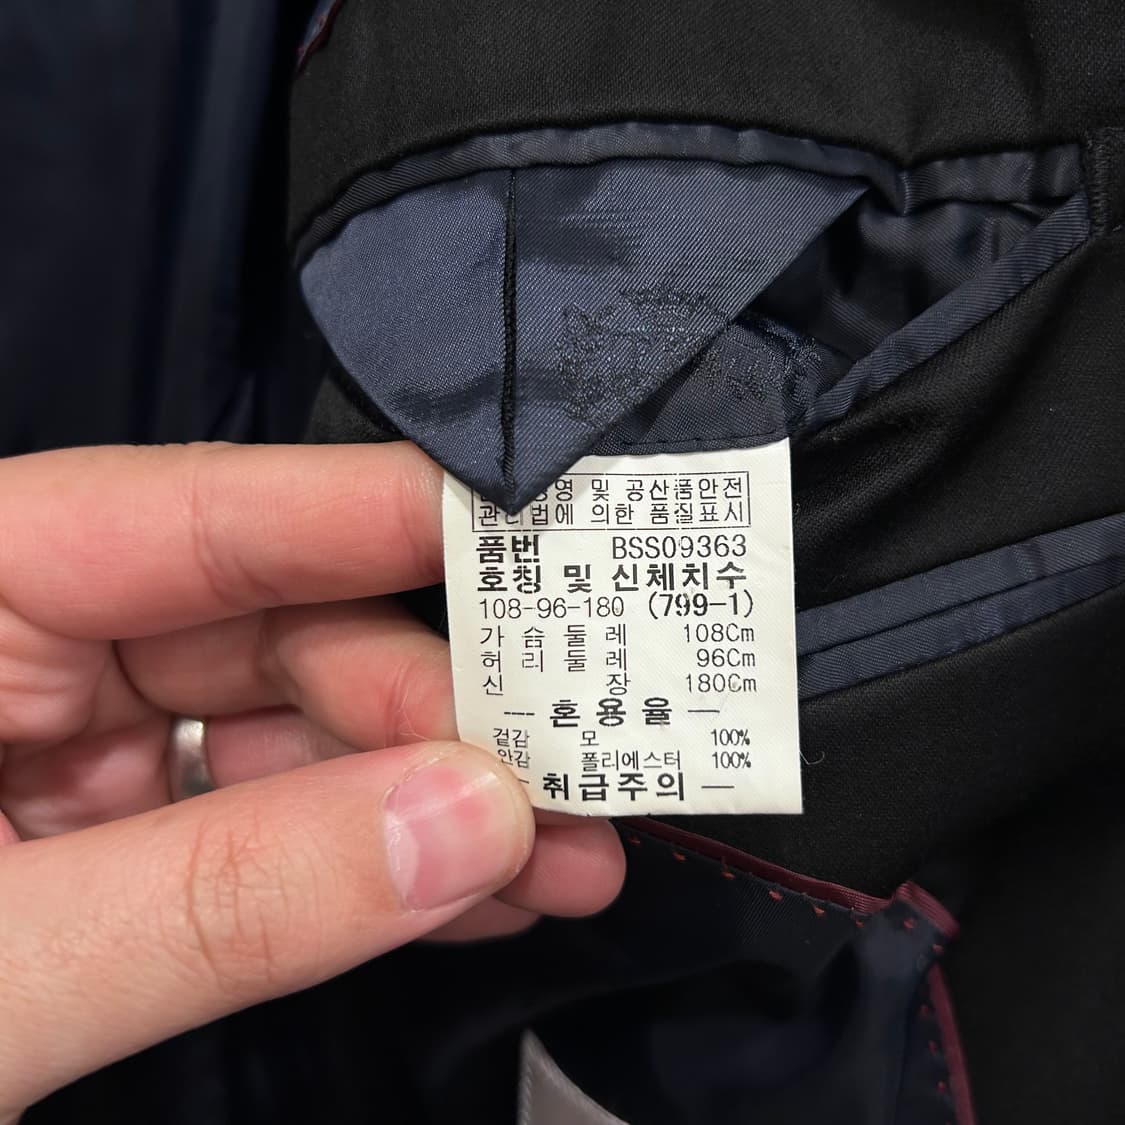 및 공산품안전
관리법에 의한 품질표시
품번 BSS09363
호칭 및 신체치수
108-96-180 (799-1)
가슴둘레 108Cm
허리둘레 96Cm
신장 180Cm
--- 혼용율 —
겉감 모 100%
안감 폴리에스터 100%
취급주의 —